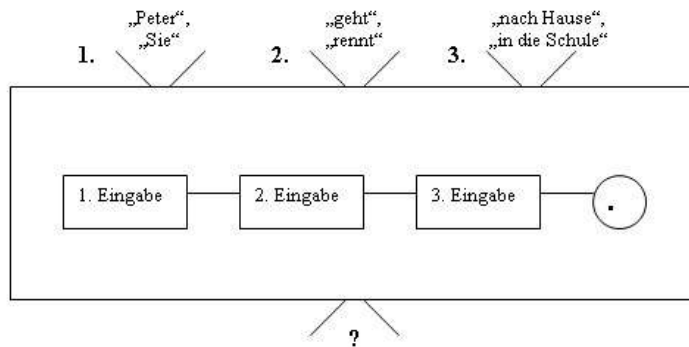 1.
„Peter“,
„Sie“
2.
„geht“,
„rennt“
3.
„nach Hause“,
„in die Schule“
1. Eingabe
2. Eingabe
3. Eingabe
.
?